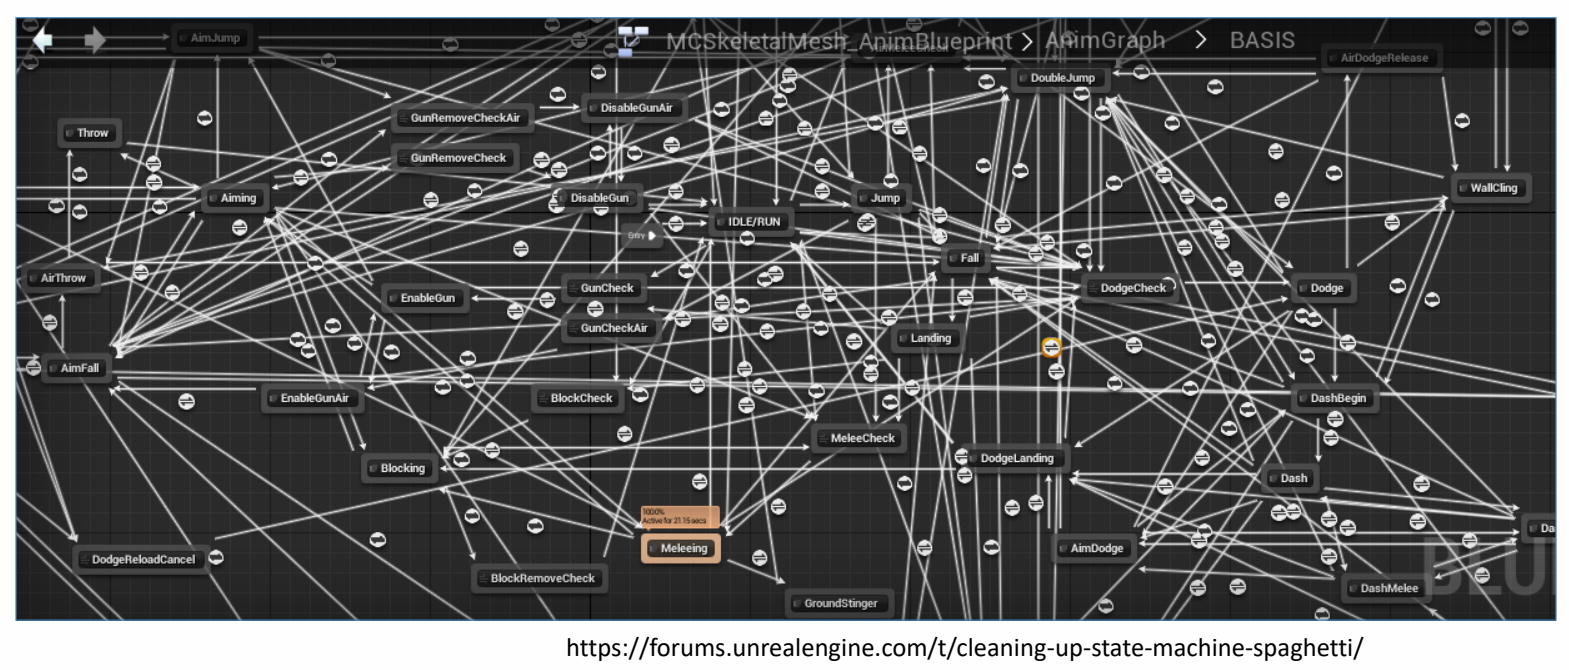 MCSkeletalMesh_AnimBlueprint > AnimGraph > BASIS
AimJump
AirDodgeRelease
DoubleJump
DisableGunAir
GunRemoveCheckAir
Throw
GunRemoveCheck
WallCling
Aiming
DisableGun
Jump
IDLE/RUN
Entry
Fall
AirThrow
GunCheck
DodgeCheck
Dodge
EnableGun
GunCheckAir
Landing
AimFall
EnableGunAir
BlockCheck
DashBegin
MeleeCheck
Blocking
DodgeLanding
Dash
100.0%
Active for 21.15 secs
Da
Meleeing
AimDodge
DodgeReloadCancel
BLU
BlockRemoveCheck
DashMelee
GroundStinger
https://forums.unrealengine.com/t/cleaning-up-state-machine-spaghetti/